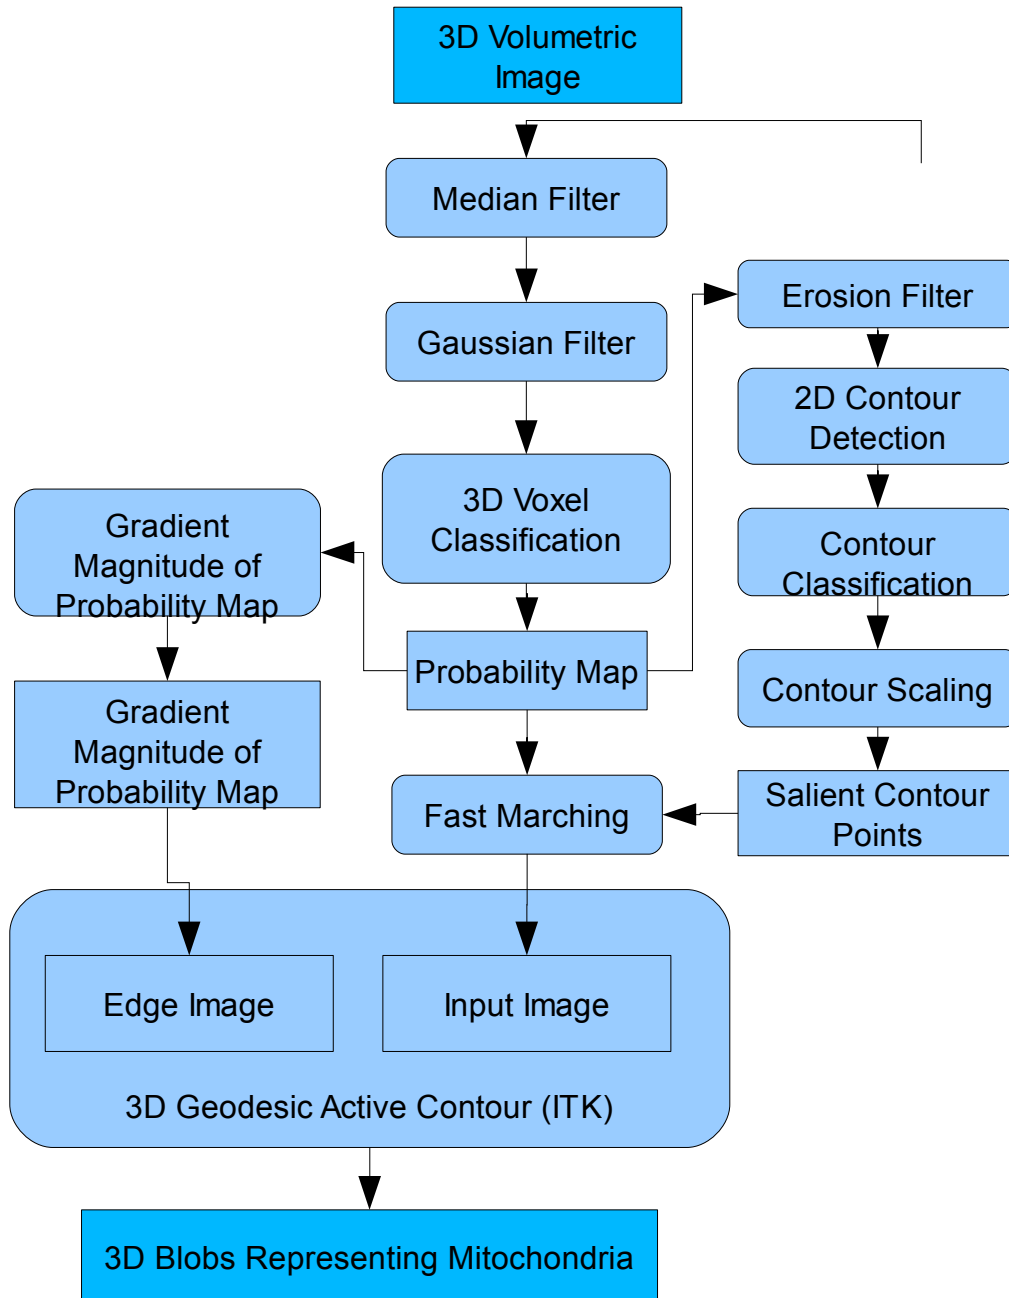 3D Volumetric
Image
Median Filter
Gaussian Filter
Erosion Filter
2D Contour
Detection
3D Voxel
Classification
Contour
Classification
Gradient
Magnitude of
Probability Map
Probability Map
Contour Scaling
Gradient
Magnitude of
Probability Map
Fast Marching
Salient Contour
Points
Edge Image
Input Image
3D Geodesic Active Contour (ITK)
3D Blobs Representing Mitochondria